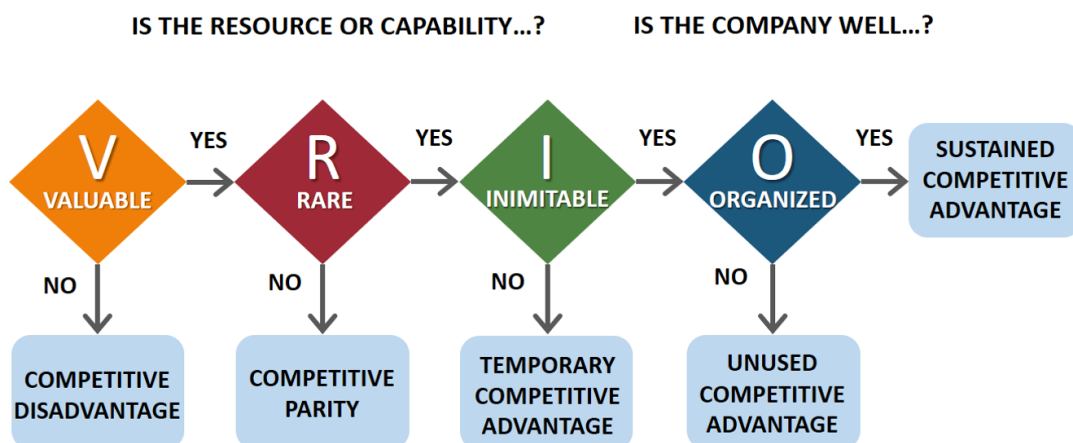 IS THE RESOURCE OR CAPABILITY...?
IS THE COMPANY WELL...?
V
VALUABLE
YES
R
RARE
YES
I
INIMITABLE
YES
O
ORGANIZED
YES
SUSTAINED
COMPETITIVE
ADVANTAGE
NO
NO
NO
NO
COMPETITIVE
DISADVANTAGE
COMPETITIVE
PARITY
TEMPORARY
COMPETITIVE
ADVANTAGE
UNUSED
COMPETITIVE
ADVANTAGE